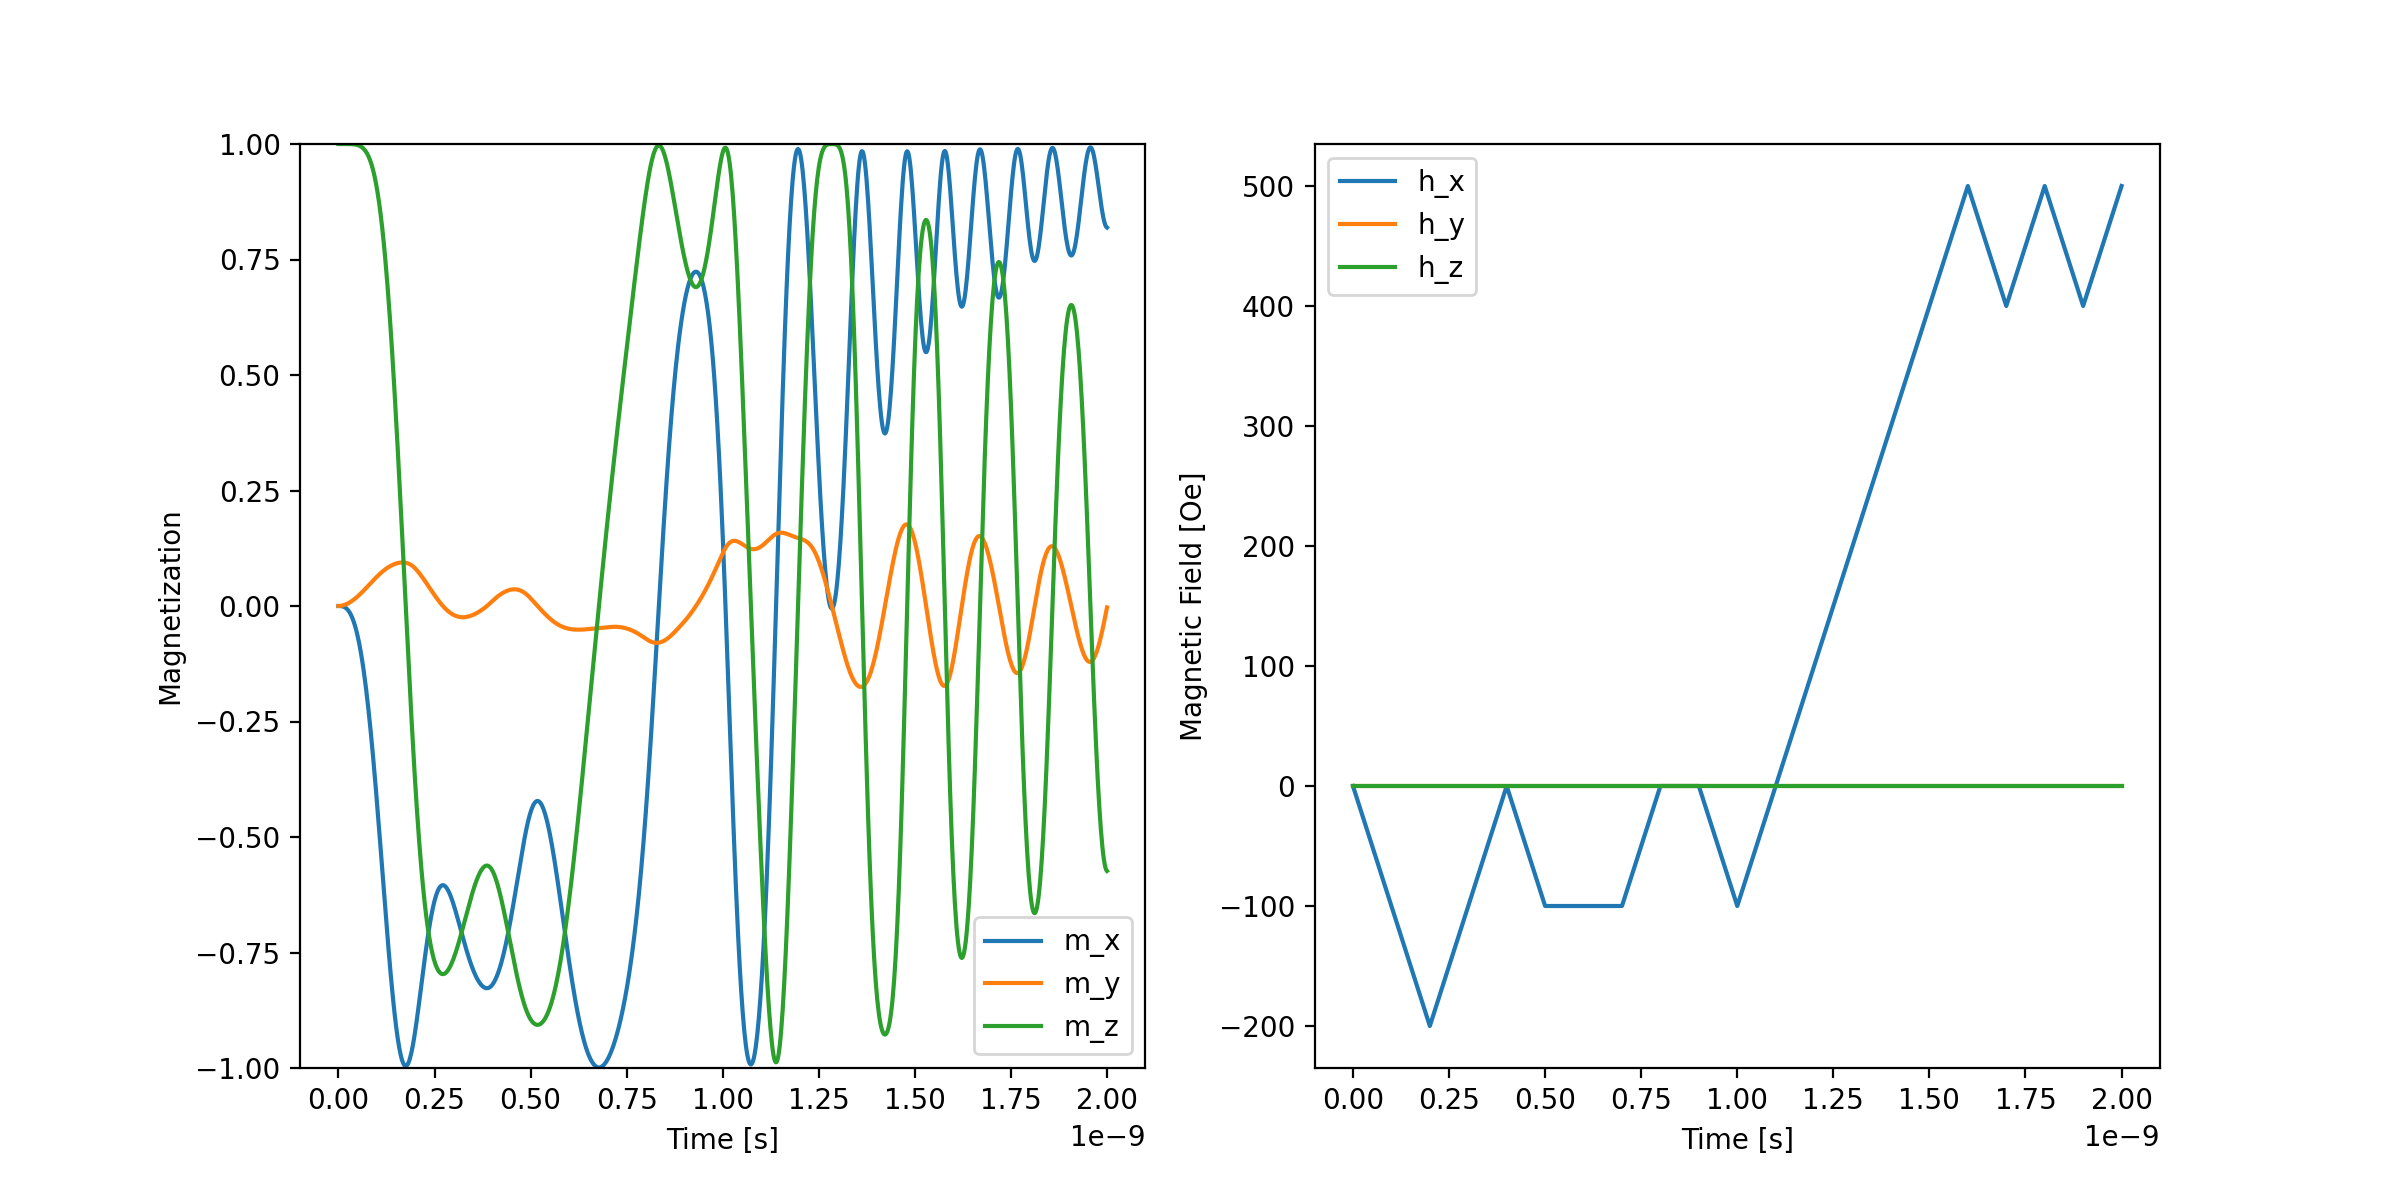 1.00
0.75
0.50
0.25
0.00
−0.25
−0.50
−0.75
−1.00
Magnetization
0.00 0.25 0.50 0.75 1.00 1.25 1.50 1.75 2.00
Time [s]
1e−9
m_x
m_y
m_z
500
400
300
200
100
0
−100
−200
Magnetic Field [Oe]
0.00 0.25 0.50 0.75 1.00 1.25 1.50 1.75 2.00
Time [s]
1e−9
h_x
h_y
h_z